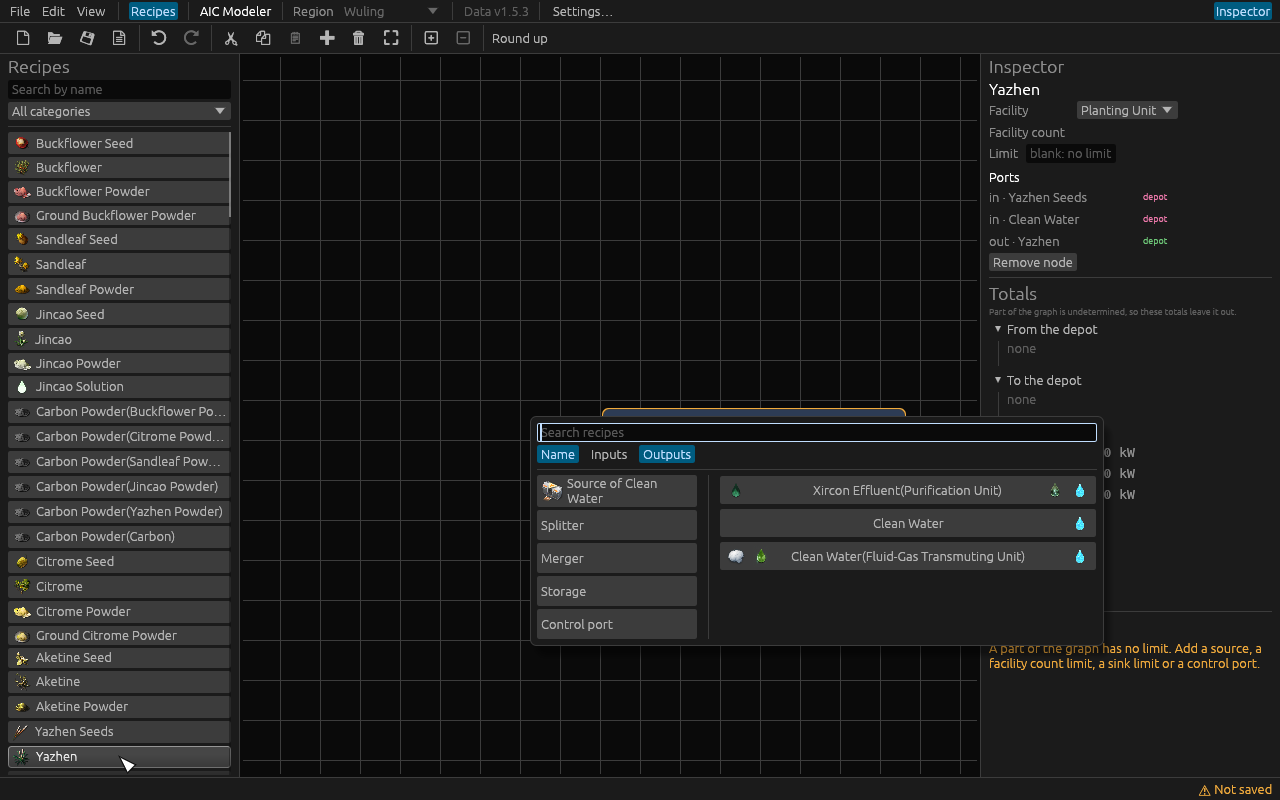 File Edit View Recipes AIC Modeler Region Wuling Data v1.5.3 Settings… Inspector
Round up
Recipes
Search by name
All categories
Buckflower Seed
Buckflower
Buckflower Powder
Ground Buckflower Powder
Sandleaf Seed
Sandleaf
Sandleaf Powder
Jincao Seed
Jincao
Jincao Powder
Jincao Solution
Carbon Powder(Buckflower Po…
Carbon Powder(Citrome Powd…
Carbon Powder(Sandleaf Pow…
Carbon Powder(Jincao Powder)
Carbon Powder(Yazhen Powder)
Carbon Powder(Carbon)
Citrome Seed
Citrome
Citrome Powder
Ground Citrome Powder
Aketine Seed
Aketine
Aketine Powder
Yazhen Seeds
Yazhen
Search recipes
Name Inputs Outputs
Source of Clean
Water
Splitter
Merger
Storage
Control port
Xircon Effluent(Purification Unit)
Clean Water
Clean Water(Fluid-Gas Transmuting Unit)
Inspector
Yazhen
Facility Planting Unit
Facility count
Limit blank: no limit
Ports
in · Yazhen Seeds depot
in · Clean Water depot
out · Yazhen depot
Remove node
Totals
Part of the graph is undetermined, so these totals leave it out.
From the depot
none
To the depot
none
0 kW
0 kW
0 kW
A part of the graph has no limit. Add a source, a
facility count limit, a sink limit or a control port.
Not saved